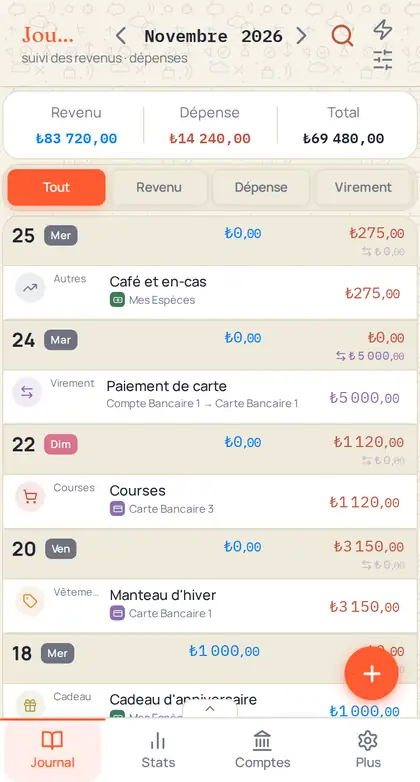 Jou...
Novembre 2026
suivi des revenus · dépenses
Revenu Dépense Total
₺83 720,00 ₺14 240,00 ₺69 480,00
Tout Revenu Dépense Virement
25 Mer ₺0,00 ₺275,00
₺0,00
Autres Café et en-cas
Mes Espèces
₺275,00
24 Mar ₺0,00 ₺0,00
₺5 000,00
Virement Paiement de carte
Compte Bancaire 1 → Carte Bancaire 1
₺5 000,00
22 Dim ₺0,00 ₺1 120,00
₺0,00
Courses Courses
Carte Bancaire 3
₺1 120,00
20 Ven ₺0,00 ₺3 150,00
₺0,00
Vêteme... Manteau d'hiver
Carte Bancaire 1
₺3 150,00
18 Mer ₺1 000,00
Cadeau Cadeau d'anniversaire
₺1 000,00
Journal Stats Comptes Plus